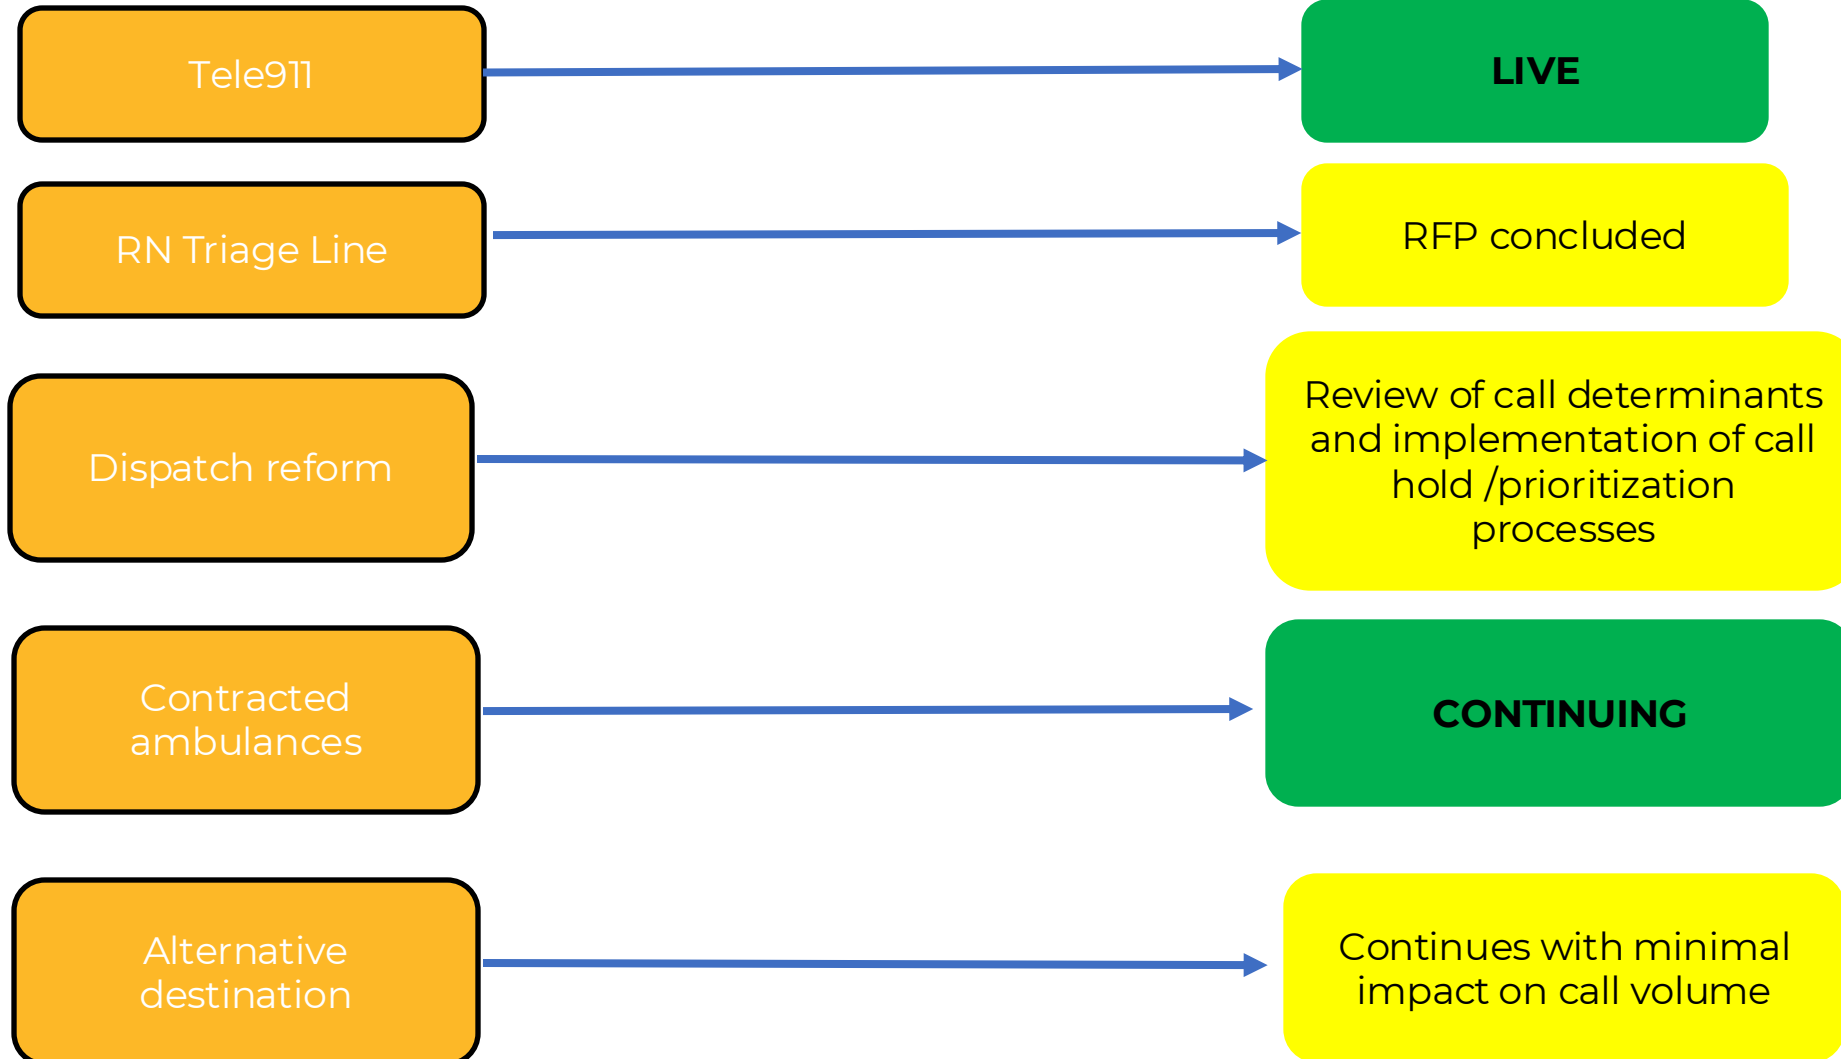 Tele911
LIVE
RN Triage Line
RFP concluded
Dispatch reform
Review of call determinants
and implementation of call
hold /prioritization
processes
Contracted
ambulances
CONTINUING
Alternative
destination
Continues with minimal
impact on call volume